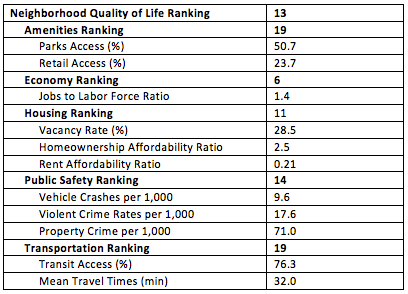 Neighborhood Quality of Life Ranking 13
Amenities Ranking 19
Parks Access (%) 50.7
Retail Access (%) 23.7
Economy Ranking 6
Jobs to Labor Force Ratio 1.4
Housing Ranking 11
Vacancy Rate (%) 28.5
Homeownership Affordability Ratio 2.5
Rent Affordability Ratio 0.21
Public Safety Ranking 14
Vehicle Crashes per 1,000 9.6
Violent Crime Rates per 1,000 17.6
Property Crime per 1,000 71.0
Transportation Ranking 19
Transit Access (%) 76.3
Mean Travel Times (min) 32.0